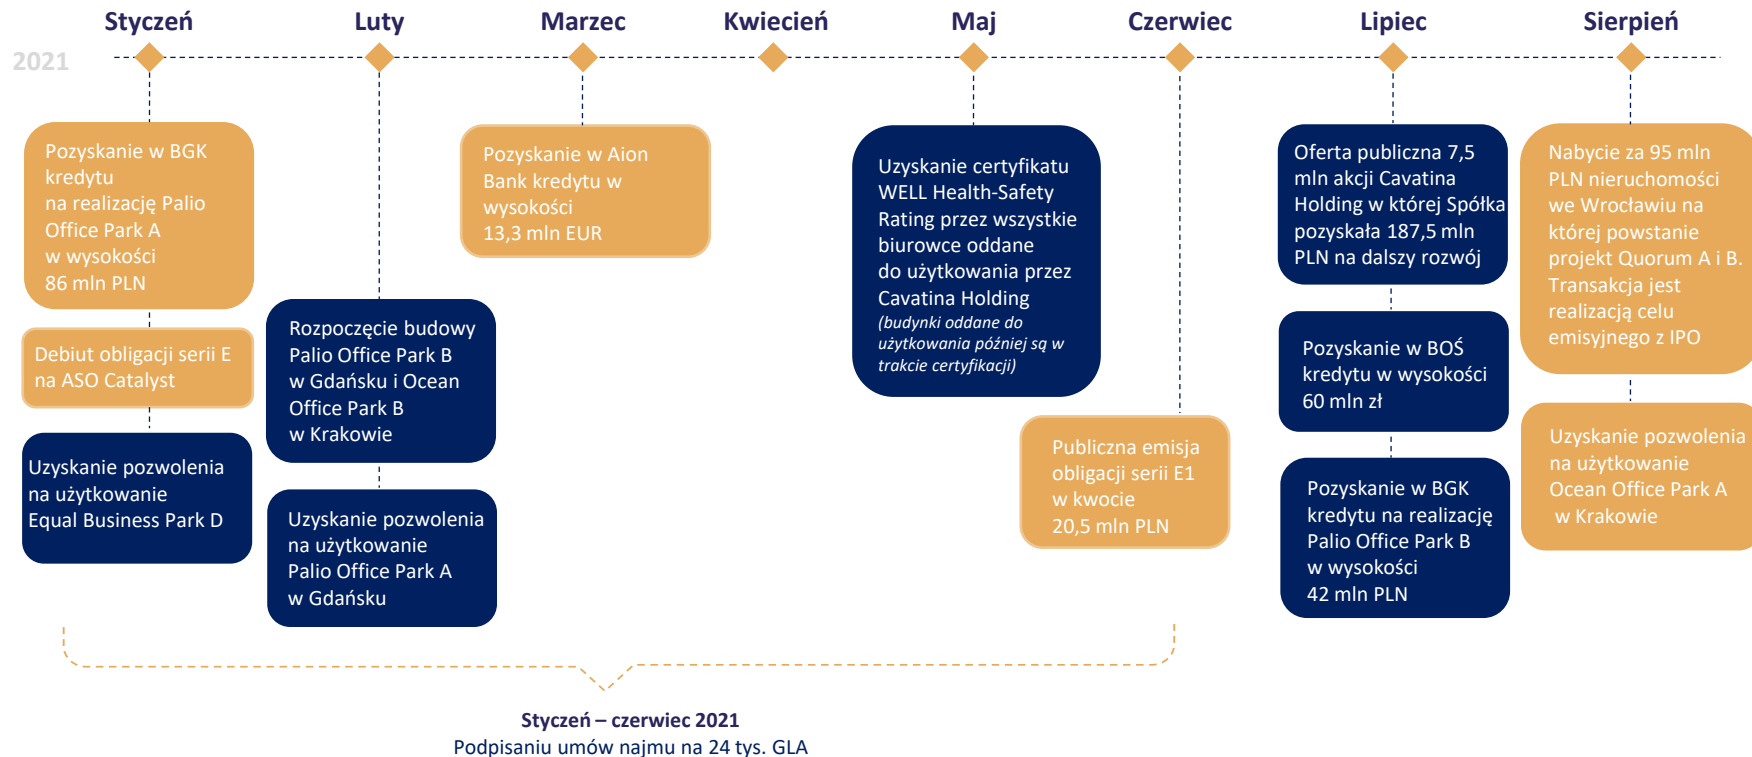 Styczeń
Luty
Marzec
Kwiecień
Maj
Czerwiec
Lipiec
Sierpień
2021
Pozyskanie w BGK
kredytu
na realizację Palio
Office Park A
w wysokości
86 mln PLN
Debiut obligacji serii E
na ASO Catalyst
Uzyskanie pozwolenia
na użytkowanie
Equal Business Park D
Rozpoczęcie budowy
Palio Office Park B
w Gdańsku i Ocean
Office Park B
w Krakowie
Uzyskanie pozwolenia
na użytkowanie
Palio Office Park A
w Gdańsku
Pozyskanie w Aion
Bank kredytu w
wysokości
13,3 mln EUR
Uzyskanie certyfikatu
WELL Health-Safety
Rating przez wszystkie
biurowce oddane
do użytkowania przez
Cavatina Holding
(budynki oddane do
użytkowania później są w
trakcie certyfikacji)
Publiczna emisja
obligacji serii E1
w kwocie
20,5 mln PLN
Oferta publiczna 7,5
mln akcji Cavatina
Holding w której Spółka
pozyskała 187,5 mln
PLN na dalszy rozwój
Pozyskanie w BOŚ
kredytu w wysokości
60 mln zł
Pozyskanie w BGK
kredytu na realizację
Palio Office Park B
w wysokości
42 mln PLN
Nabycie za 95 mln
PLN nieruchomości
we Wrocławiu na
której powstanie
projekt Quorum A i B.
Transakcja jest
realizacją celu
emisyjnego z IPO
Uzyskanie pozwolenia
na użytkowanie
Ocean Office Park A
w Krakowie
Styczeń – czerwiec 2021
Podpisaniu umów najmu na 24 tys. GLA